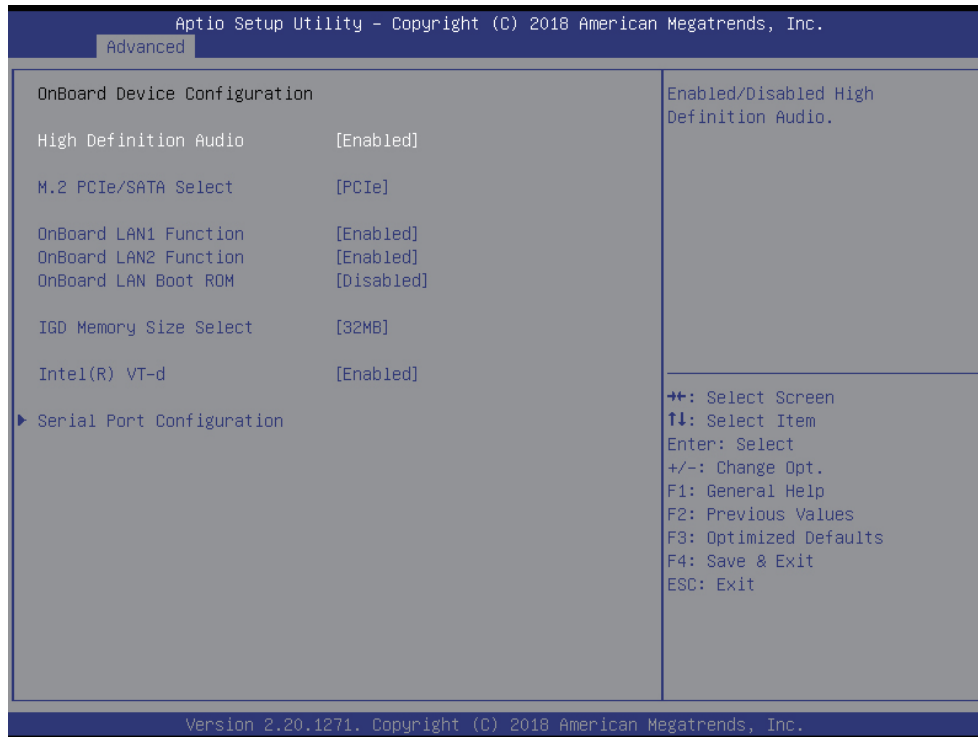 Aptio Setup Utility – Copyright (C) 2018 American Megatrends, Inc.
Advanced
OnBoard Device Configuration
High Definition Audio [Enabled]
M.2 PCIe/SATA Select [PCIe]
OnBoard LAN1 Function [Enabled]
OnBoard LAN2 Function [Enabled]
OnBoard LAN Boot ROM [Disabled]
IGD Memory Size Select [32MB]
Intel(R) VT-d [Enabled]
▶ Serial Port Configuration
Enabled/Disabled High
Definition Audio.
→←: Select Screen
↑↓: Select Item
Enter: Select
+/-: Change Opt.
F1: General Help
F2: Previous Values
F3: Optimized Defaults
F4: Save & Exit
ESC: Exit
Version 2.20.1271. Copyright (C) 2018 American Megatrends, Inc.